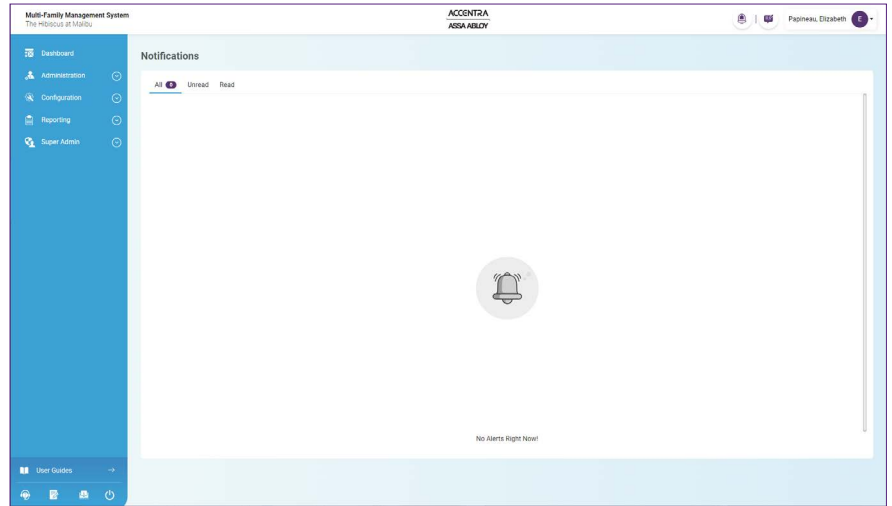 Multi-Family Management System
The Hibiscus at Malibu
ACCENTRA
ASSA ABLOY
Papineau, Elizabeth E
Dashboard
Administration
Configuration
Reporting
Super Admin
User Guides
Notifications
All 0 Unread Read
No Alerts Right Now!